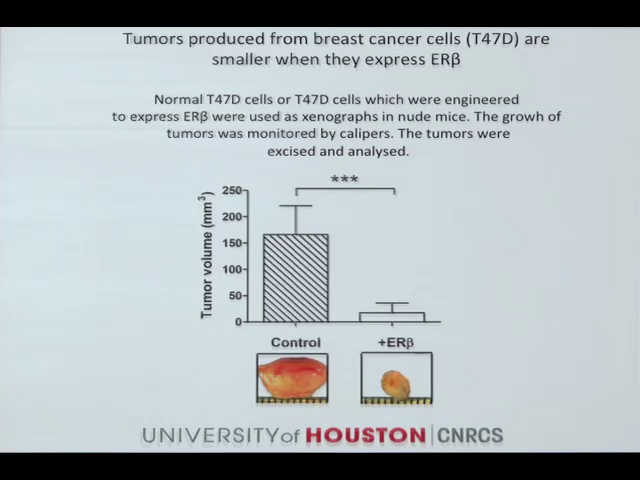 Tumors produced from breast cancer cells (T47D) are
smaller when they express ERβ
Normal T47D cells or T47D cells which were engineered
to express ERβ were used as xenographs in nude mice. The growh of
tumors was monitored by calipers. The tumors were
excised and analysed.
***
Tumor volume (mm³)
250
200
150
100
50
0
Control
+ERβ
UNIVERSITY of HOUSTON | CNRCS